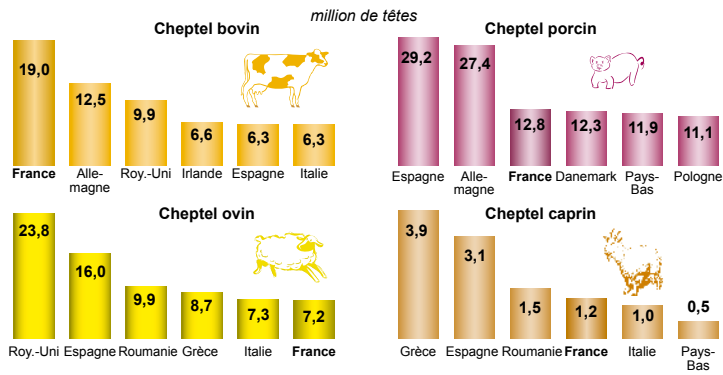 million de têtes
Cheptel bovin
19,0
12,5
9,9
6,6
6,3
6,3
France
Alle-
magne
Roy.-Uni
Irlande
Espagne
Italie
Cheptel porcin
29,2
27,4
12,8
12,3
11,9
11,1
Espagne
Alle-
magne
France
Danemark
Pays-
Bas
Pologne
Cheptel ovin
23,8
16,0
9,9
8,7
7,3
7,2
Roy.-Uni
Espagne
Roumanie
Grèce
Italie
France
Cheptel caprin
3,9
3,1
1,5
1,2
1,0
0,5
Grèce
Espagne
Roumanie
France
Italie
Pays-
Bas